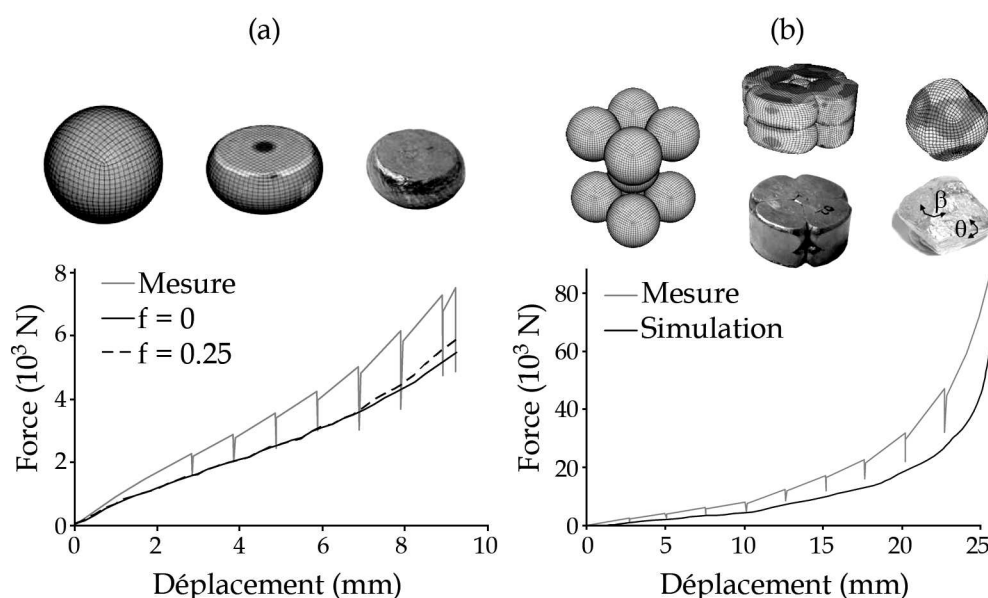 (a)
(b)
β
θ
8
6
4
2
0
Force (10³ N)
Mesure
f = 0
f = 0.25
0
2
4
6
8
10
Déplacement (mm)
80
60
40
20
0
Force (10³ N)
Mesure
Simulation
0
5
10
15
20
25
Déplacement (mm)